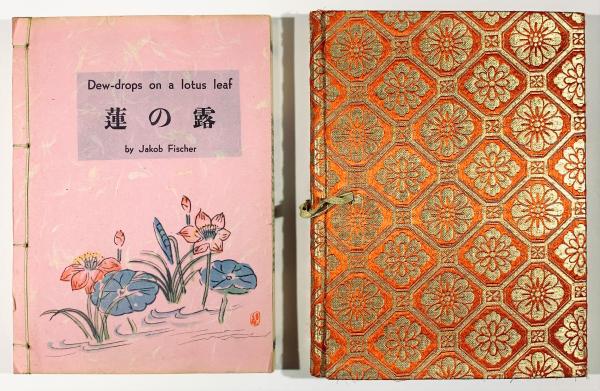 Dew-drops on a lotus leaf
蓮の露
by Jakob Fischer